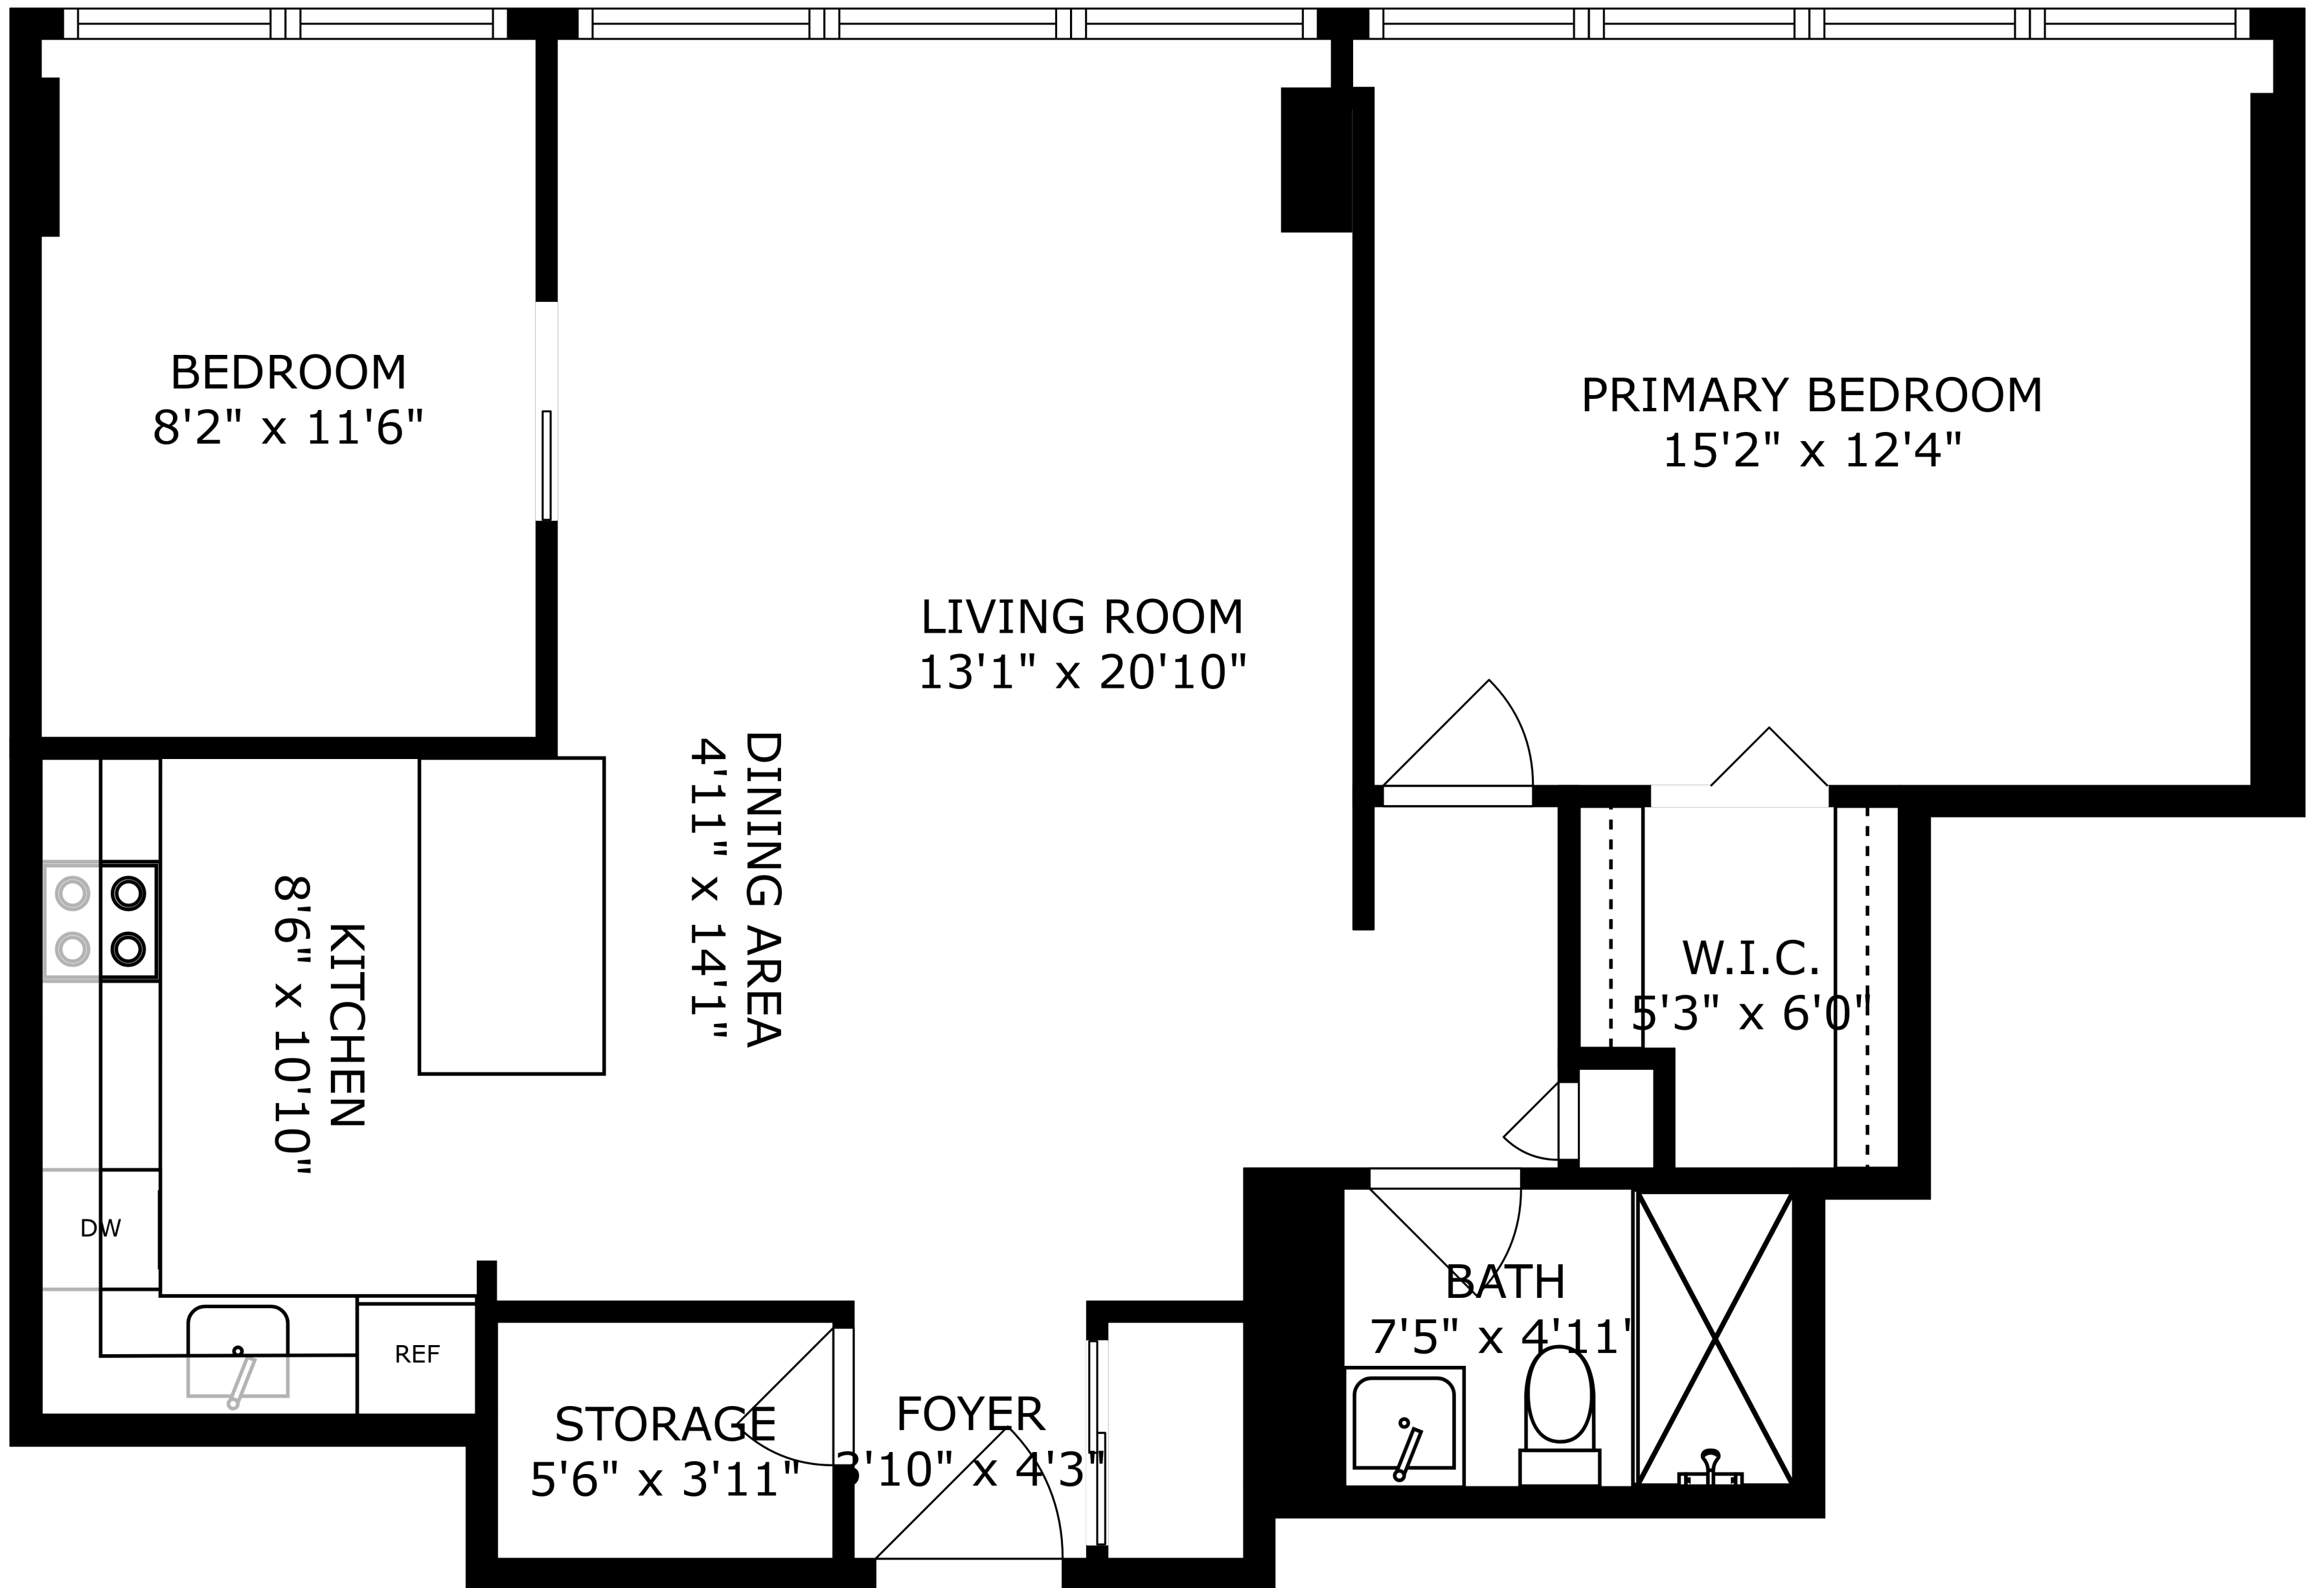 BEDROOM
8'2" x 11'6"
PRIMARY BEDROOM
15'2" x 12'4"
LIVING ROOM
13'1" x 20'10"
DINING AREA
4'11" x 14'1"
KITCHEN
8'6" x 10'10"
W.I.C.
5'3" x 6'0"
DW
REF
BATH
7'5" x 4'11'
STORAGE
5'6" x 3'11"
FOYER
3'10" x 4'3"